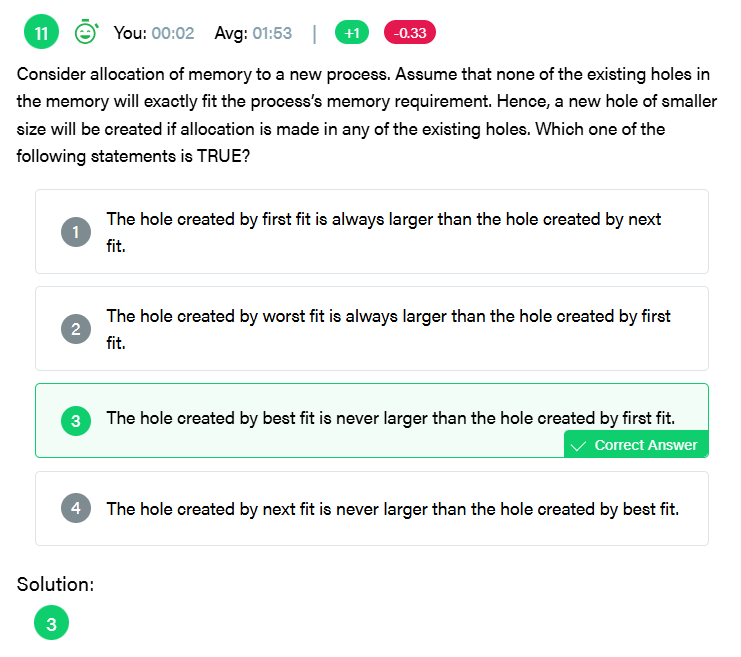 11 You: 00:02 Avg: 01:53 | +1 -0.33
Consider allocation of memory to a new process. Assume that none of the existing holes in
the memory will exactly fit the process’s memory requirement. Hence, a new hole of smaller
size will be created if allocation is made in any of the existing holes. Which one of the
following statements is TRUE?
1 The hole created by first fit is always larger than the hole created by next
fit.
2 The hole created by worst fit is always larger than the hole created by first
fit.
3 The hole created by best fit is never larger than the hole created by first fit.
Correct Answer
4 The hole created by next fit is never larger than the hole created by best fit.
Solution:
3